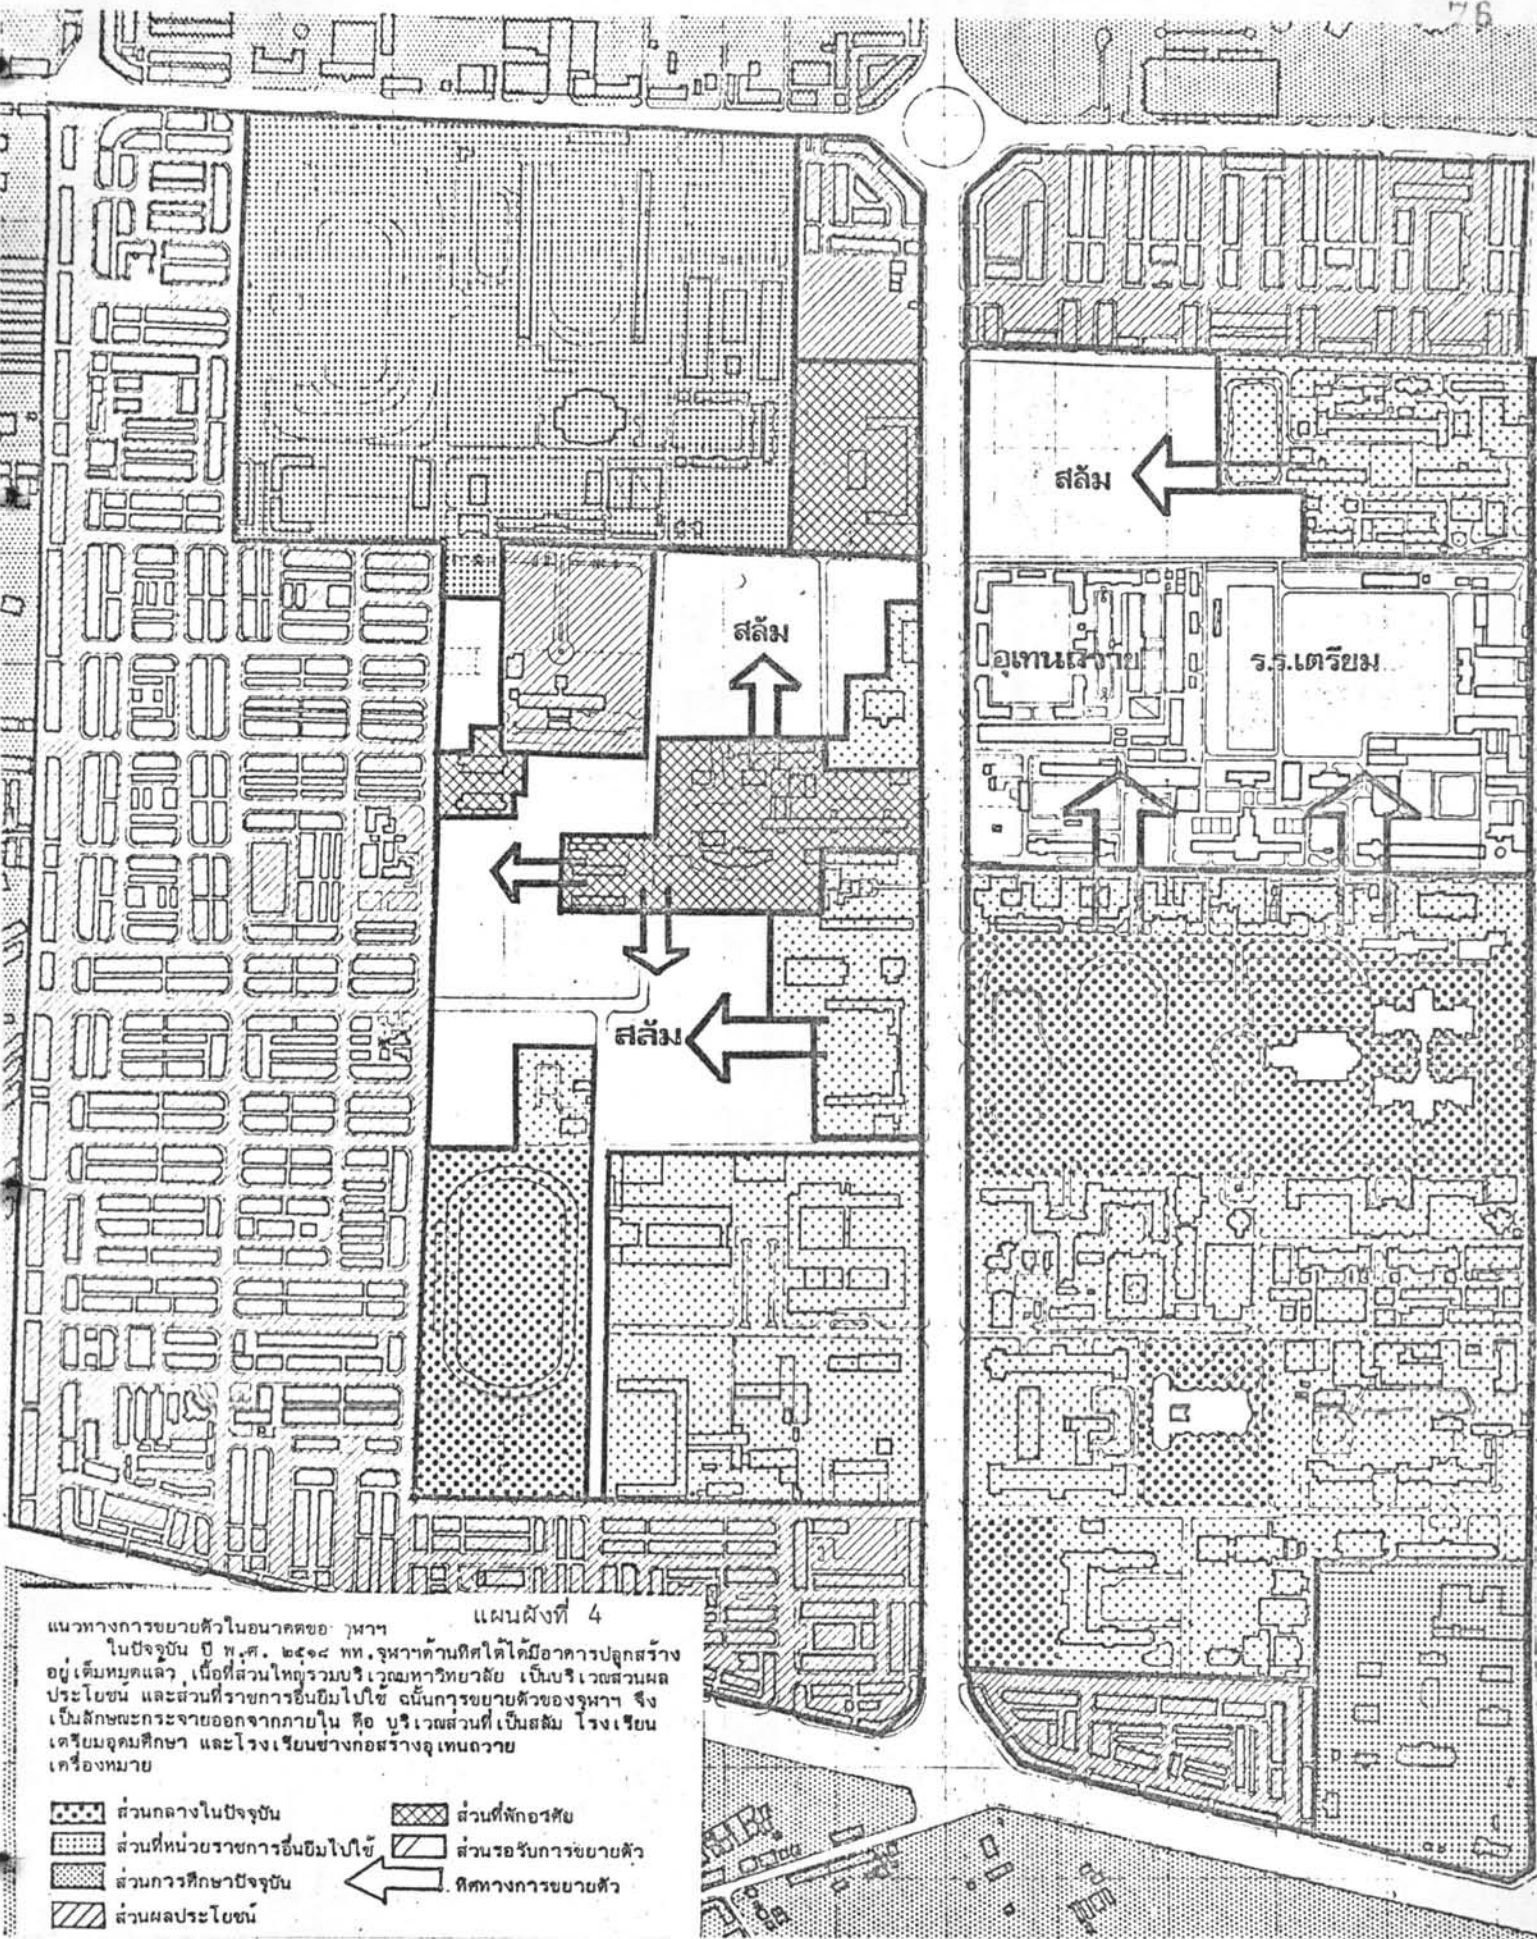 76
สลัม
สลัม
อุเทนถวาย
ร.ร.เตรียม
สลัม
แผนผังที่ 4
แนวทางการขยายตัวในอนาคตของ จุฬาฯ
ในปัจจุบัน ปี พ.ศ. ๒๕๑๘ พท.จุฬาฯด้านทิศใต้ได้มีอาคารปลูกสร้าง
อยู่เต็มหมดแล้ว เนื้อที่ส่วนใหญ่รวมบริเวณมหาวิทยาลัย เป็นบริเวณส่วนผล
ประโยชน์ และส่วนที่ราชการอื่นยืมไปใช้ ฉนั้นการขยายตัวของจุฬาฯ จึง
เป็นลักษณะกระจายออกจากภายใน คือ บริเวณส่วนที่เป็นสลัม โรงเรียน
เตรียมอุดมศึกษา และโรงเรียนช่างก่อสร้างอุเทนถวาย
เครื่องหมาย
ส่วนกลางในปัจจุบัน
ส่วนที่พักอาศัย
ส่วนที่หน่วยราชการอื่นยืมไปใช้
ส่วนรอรับการขยายตัว
ส่วนการศึกษาปัจจุบัน
ทิศทางการขยายตัว
ส่วนผลประโยชน์